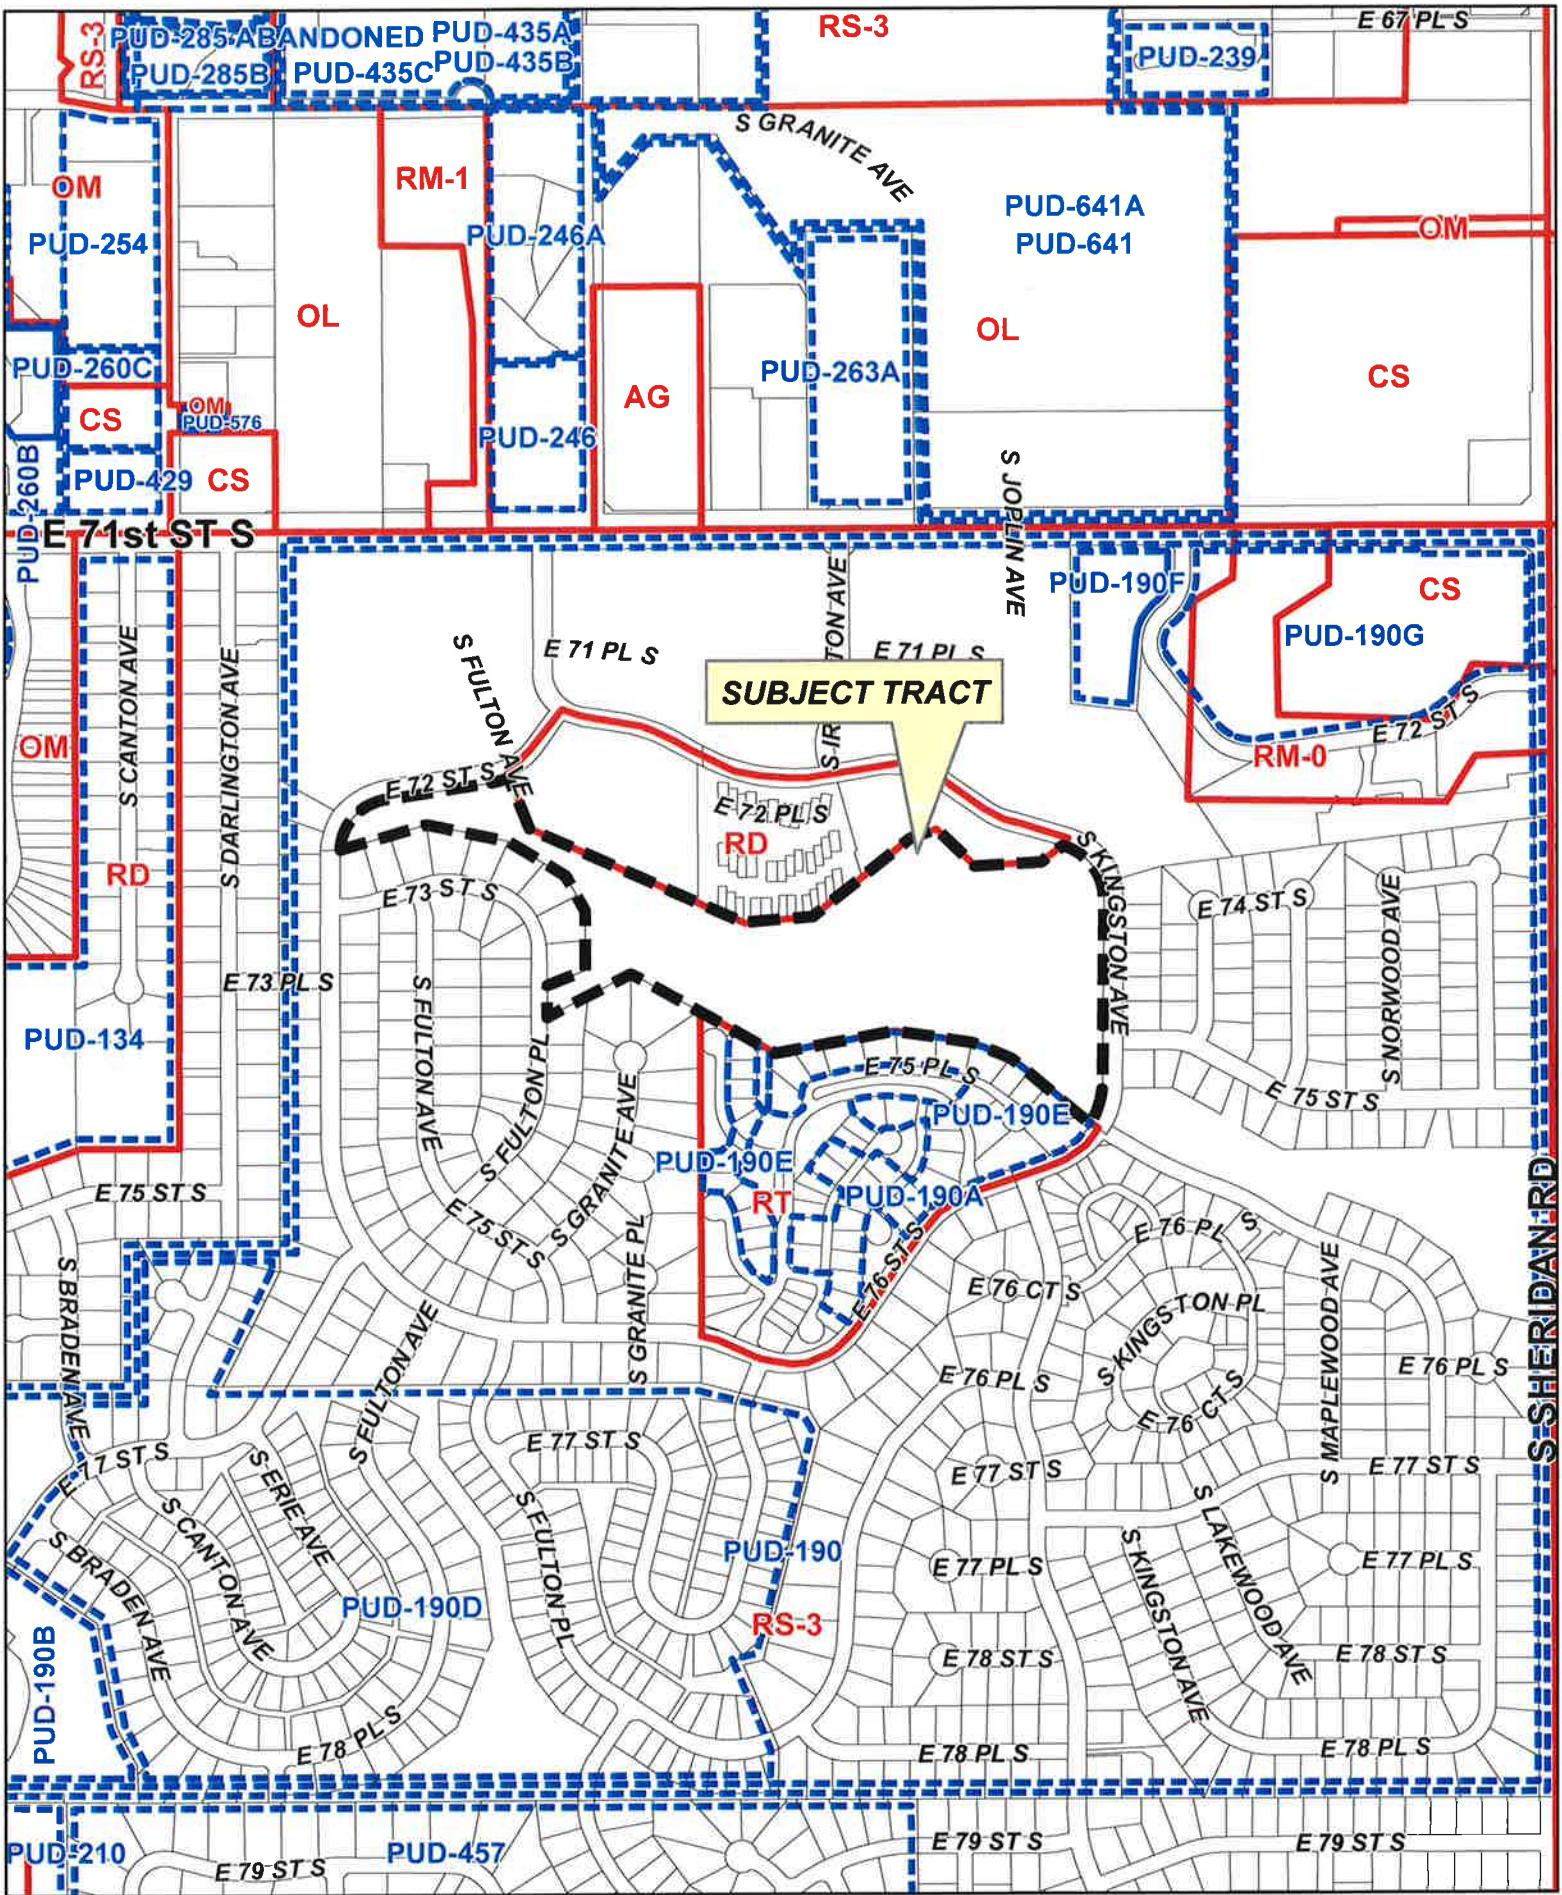 E 67 PL S
RS-3
RS-3
PUD-285 ABANDONED
PUD-435A
PUD-285B
PUD-435C
PUD-435B
PUD-239
S GRANITE AVE
OM
RM-1
PUD-254
PUD-246A
PUD-641A
PUD-641
OM
OL
OL
PUD-260C
PUD-263A
CS
AG
CS
OM
PUD-576
PUD-246
PUD-429
CS
PUD-260B
S JOPLIN AVE
E 71st ST S
PUD-190F
CS
PUD-190G
S CANTON AVE
S DARLINGTON AVE
S FULTON AVE
E 71 PL S
E 71 PL S
SUBJECT TRACT
OM
E 72 ST S
RM-0
E 72 ST S
E 72 PL S
RD
RD
S KINGSTON AVE
E 73 ST S
E 74 ST S
S NORWOOD AVE
E 73 PL S
S FULTON AVE
PUD-134
S FULTON PL
S GRANITE AVE
E 75 PL S
E 75 ST S
PUD-190E
PUD-190E
RT
PUD-190A
E 75 ST S
E 75 ST S
S GRANITE PL
E 76 ST S
E 76 PL S
E 76 CT S
S KINGSTON PL
S MAPLEWOOD AVE
S SHERIDAN RD
S BRADEN AVE
S FULTON AVE
E 76 PL S
E 76 PL S
E 76 CT S
E 77 ST S
E 77 ST S
E 77 ST S
E 77 ST S
S ERIE AVE
S CANTON AVE
S BRADEN AVE
S FULTON PL
PUD-190
S LAKEWOOD AVE
S KINGSTON AVE
E 77 PL S
E 77 PL S
PUD-190D
RS-3
PUD-190B
E 78 ST S
E 78 ST S
E 78 PL S
E 78 PL S
E 78 PL S
PUD-210
E 79 ST S
PUD-457
E 79 ST S
E 79 ST S